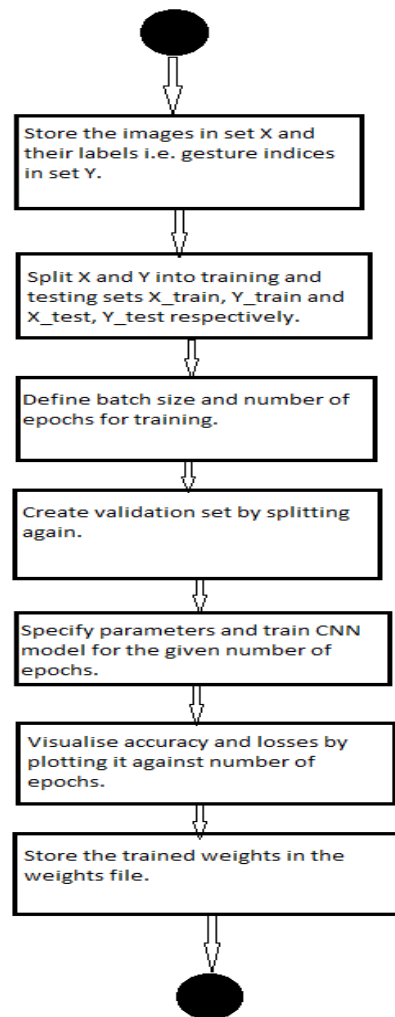 Store the images in set X and
their labels i.e. gesture indices
in set Y.
Split X and Y into training and
testing sets X_train, Y_train and
X_test, Y_test respectively.
Define batch size and number of
epochs for training.
Create validation set by splitting
again.
Specify parameters and train CNN
model for the given number of
epochs.
Visualise accuracy and losses by
plotting it against number of
epochs.
Store the trained weights in the
weights file.